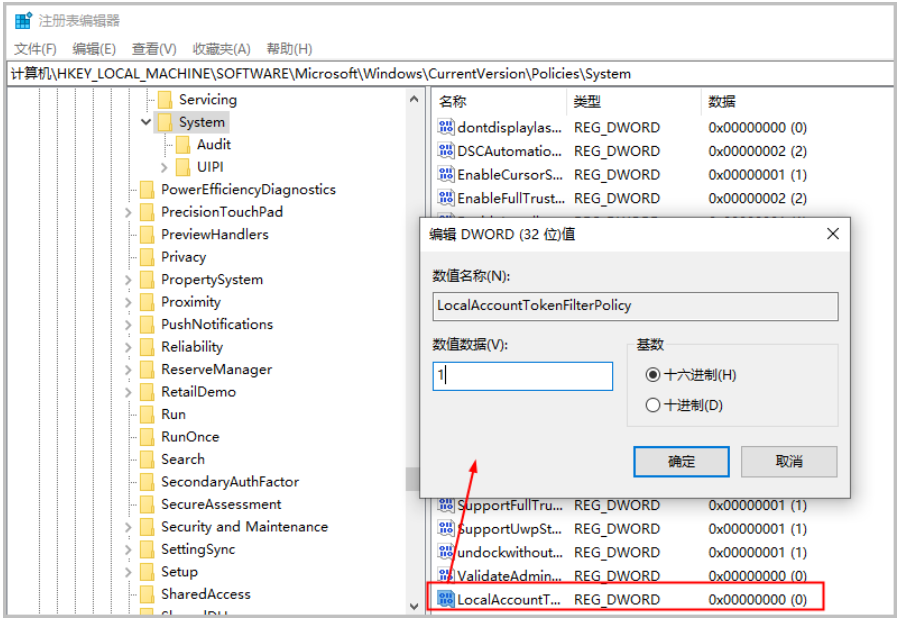 注册表编辑器
文件(F) 编辑(E) 查看(V) 收藏夹(A) 帮助(H)
计算机\HKEY_LOCAL_MACHINE\SOFTWARE\Microsoft\Windows\CurrentVersion\Policies\System
Servicing
System
Audit
UIPI
PowerEfficiencyDiagnostics
PrecisionTouchPad
PreviewHandlers
Privacy
PropertySystem
Proximity
PushNotifications
Reliability
ReserveManager
RetailDemo
Run
RunOnce
Search
SecondaryAuthFactor
SecureAssessment
Security and Maintenance
SettingSync
Setup
SharedAccess
名称 类型 数据
dontdisplaylas... REG_DWORD 0x00000000 (0)
DSCAutomatio... REG_DWORD 0x00000002 (2)
EnableCursorS... REG_DWORD 0x00000001 (1)
EnableFullTrust... REG_DWORD 0x00000002 (2)
编辑 DWORD (32 位)值
数值名称(N):
LocalAccountTokenFilterPolicy
数值数据(V):
1
基数
十六进制(H)
十进制(D)
确定 取消
SupportFullTru... REG_DWORD 0x00000001 (1)
SupportUwpSt... REG_DWORD 0x00000001 (1)
undockwithout... REG_DWORD 0x00000001 (1)
ValidateAdmin... REG_DWORD 0x00000000 (0)
LocalAccountT... REG_DWORD 0x00000000 (0)